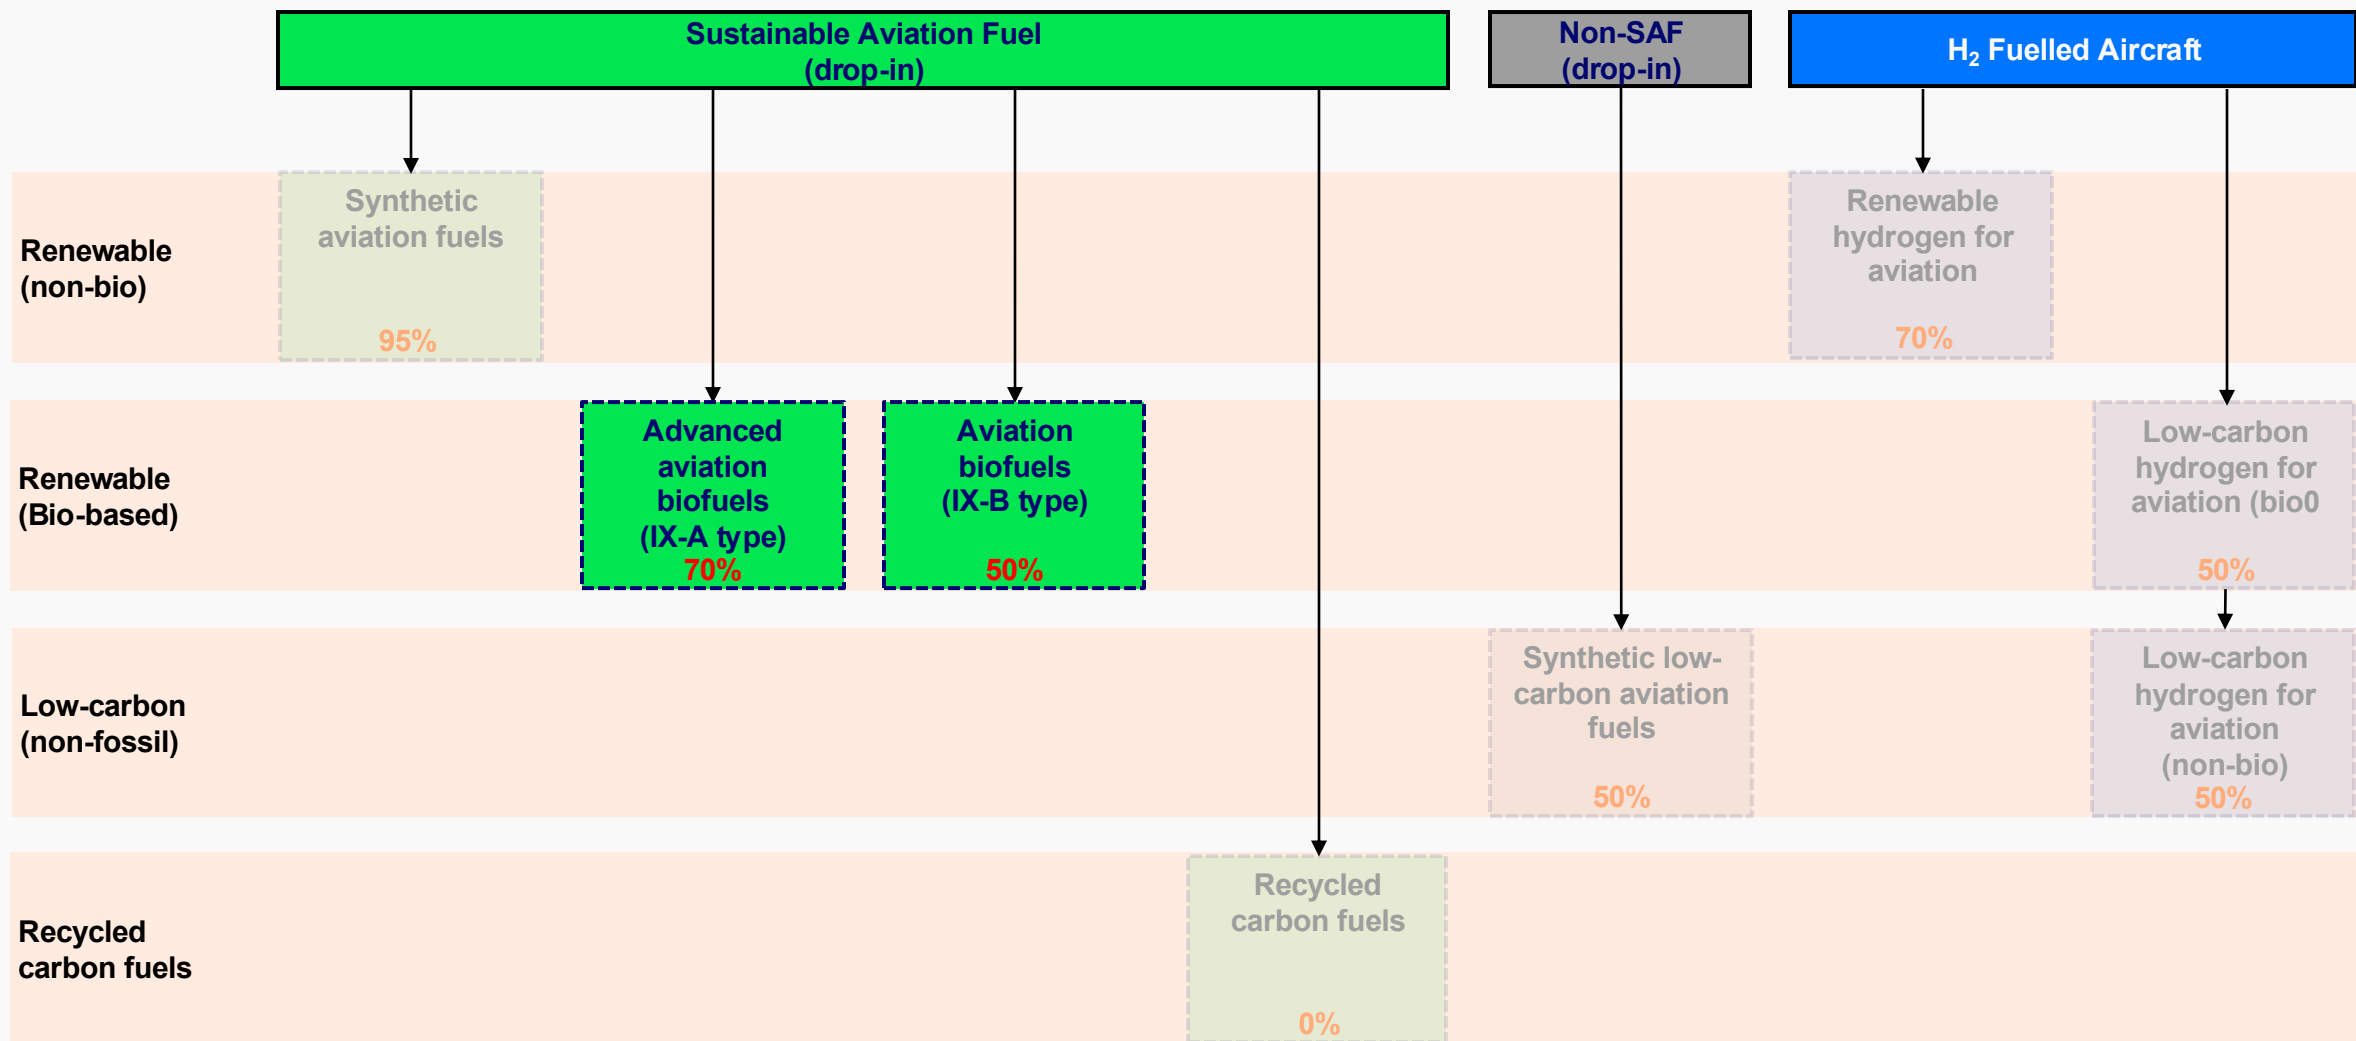 Sustainable Aviation Fuel
(drop-in)
Non-SAF
(drop-in)
H₂ Fuelled Aircraft
Renewable
(non-bio)
Synthetic
aviation fuels
95%
Renewable
hydrogen for
aviation
70%
Renewable
(Bio-based)
Advanced
aviation
biofuels
(IX-A type)
70%
Aviation
biofuels
(IX-B type)
50%
Low-carbon
hydrogen for
aviation (bio0
50%
Low-carbon
(non-fossil)
Synthetic low-
carbon aviation
fuels
50%
Low-carbon
hydrogen for
aviation
(non-bio)
50%
Recycled
carbon fuels
Recycled
carbon fuels
0%